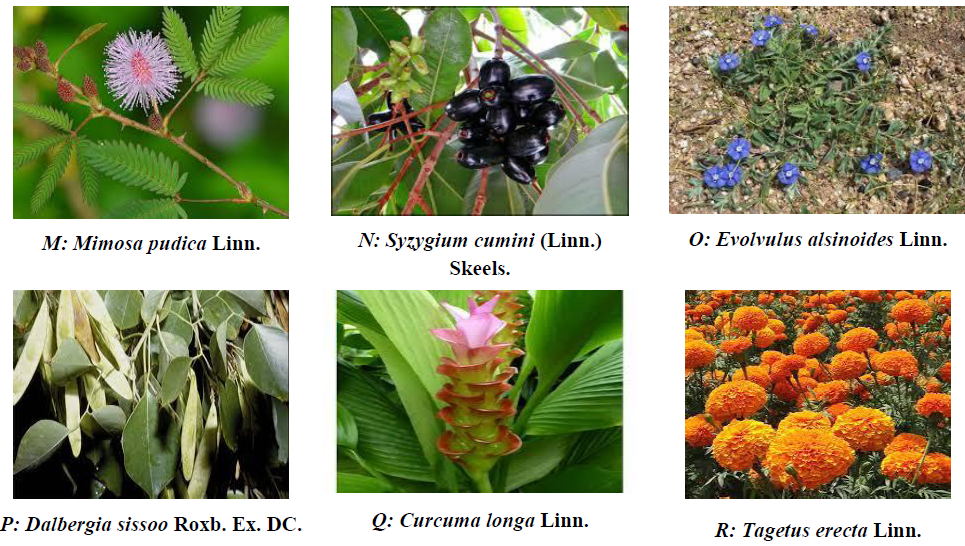 M: Mimosa pudica Linn.
N: Syzygium cumini (Linn.)
Skeels.
O: Evolvulus alsinoides Linn.
P: Dalbergia sissoo Roxb. Ex. DC.
Q: Curcuma longa Linn.
R: Tagetus erecta Linn.